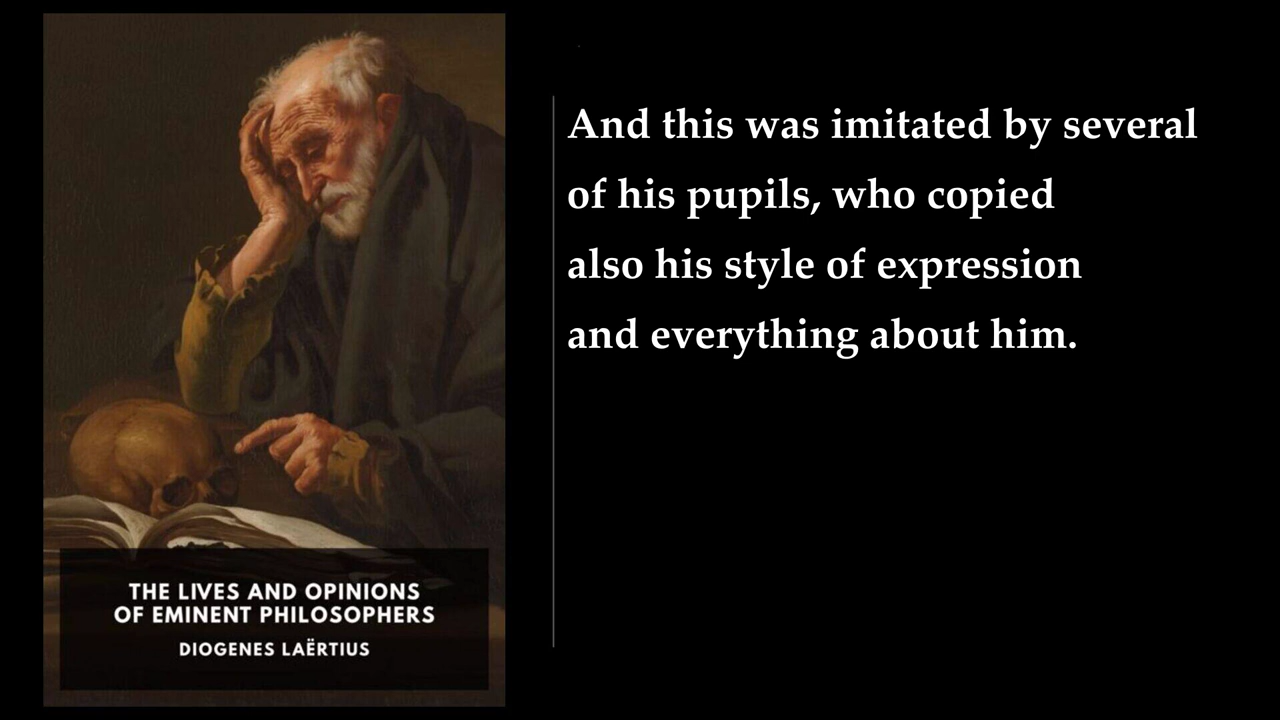 And this was imitated by several
of his pupils, who copied
also his style of expression
and everything about him.
THE LIVES AND OPINIONS
OF EMINENT PHILOSOPHERS
DIOGENES LAËRTIUS